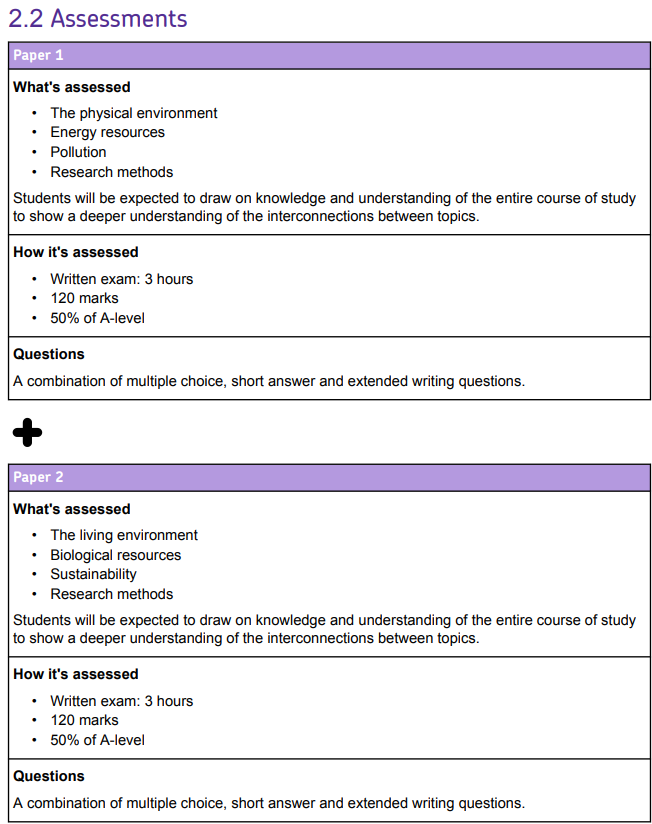 2.2 Assessments
Paper 1
What's assessed
• The physical environment
• Energy resources
• Pollution
• Research methods
Students will be expected to draw on knowledge and understanding of the entire course of study
to show a deeper understanding of the interconnections between topics.
How it's assessed
• Written exam: 3 hours
• 120 marks
• 50% of A-level
Questions
A combination of multiple choice, short answer and extended writing questions.
Paper 2
What's assessed
• The living environment
• Biological resources
• Sustainability
• Research methods
Students will be expected to draw on knowledge and understanding of the entire course of study
to show a deeper understanding of the interconnections between topics.
How it's assessed
• Written exam: 3 hours
• 120 marks
• 50% of A-level
Questions
A combination of multiple choice, short answer and extended writing questions.